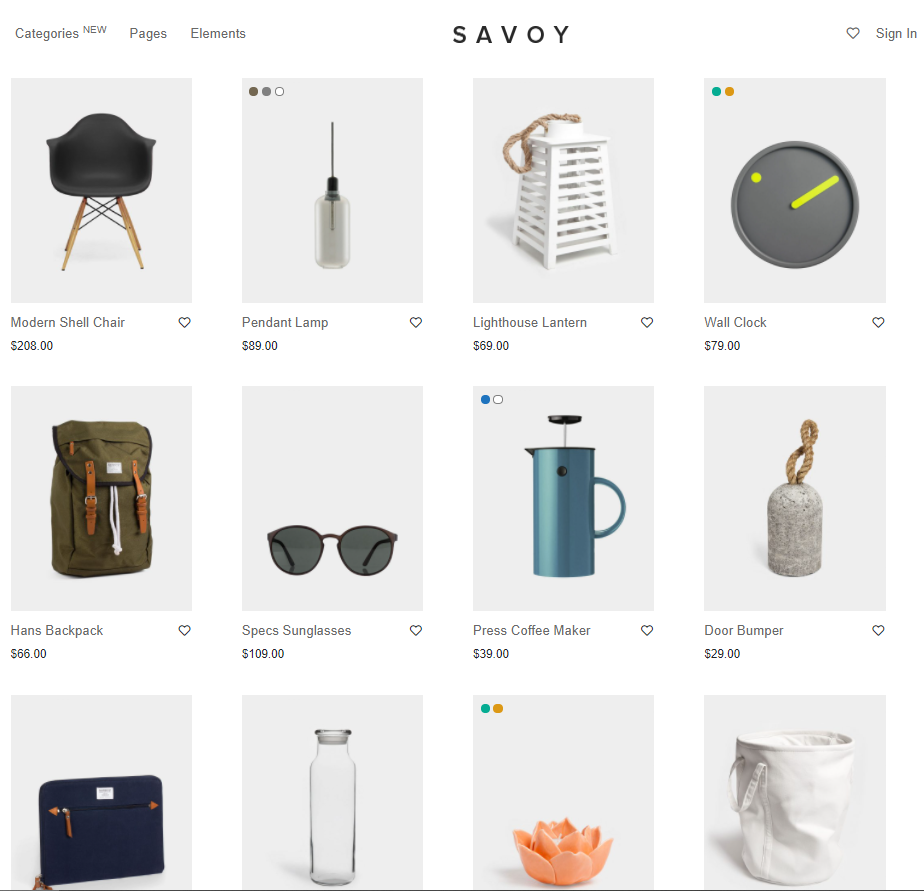 Categories NEW Pages Elements SAVOY Sign In
Modern Shell Chair Pendant Lamp Lighthouse Lantern Wall Clock
$208.00 $89.00 $69.00 $79.00
Hans Backpack Specs Sunglasses Press Coffee Maker Door Bumper
$66.00 $109.00 $39.00 $29.00